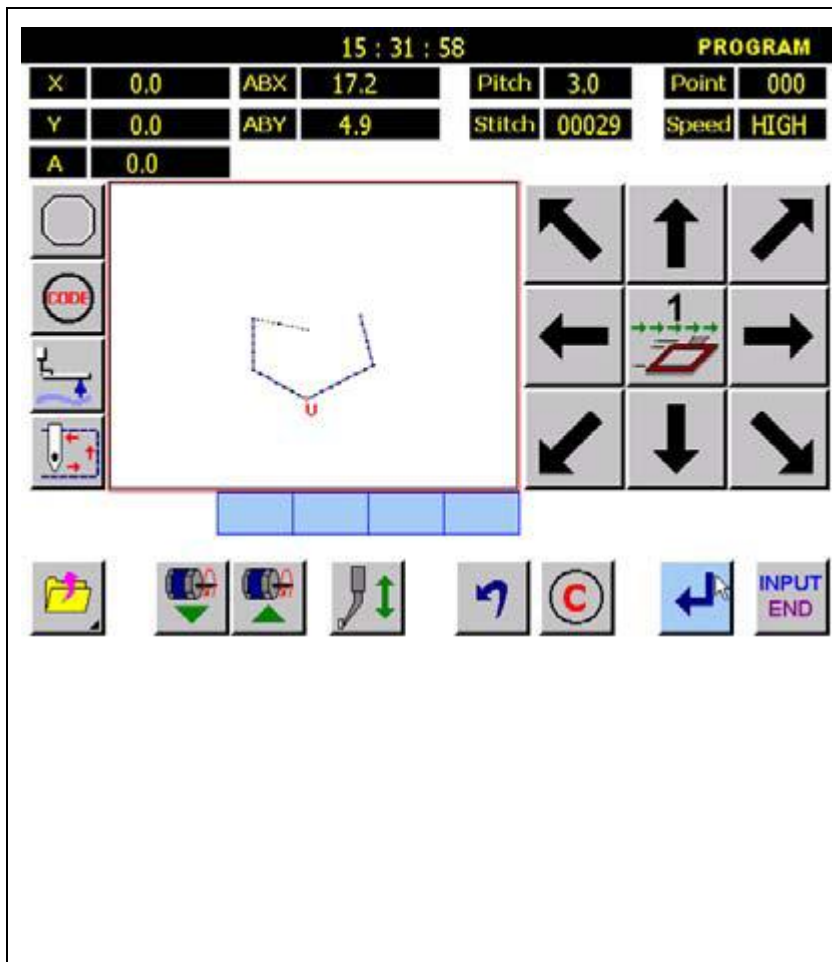 15 : 31 : 58 PROGRAM
X 0.0 ABX 17.2 Pitch 3.0 Point 000
Y 0.0 ABY 4.9 Stitch 00029 Speed HIGH
A 0.0
CODE
1
U
C
INPUT
END